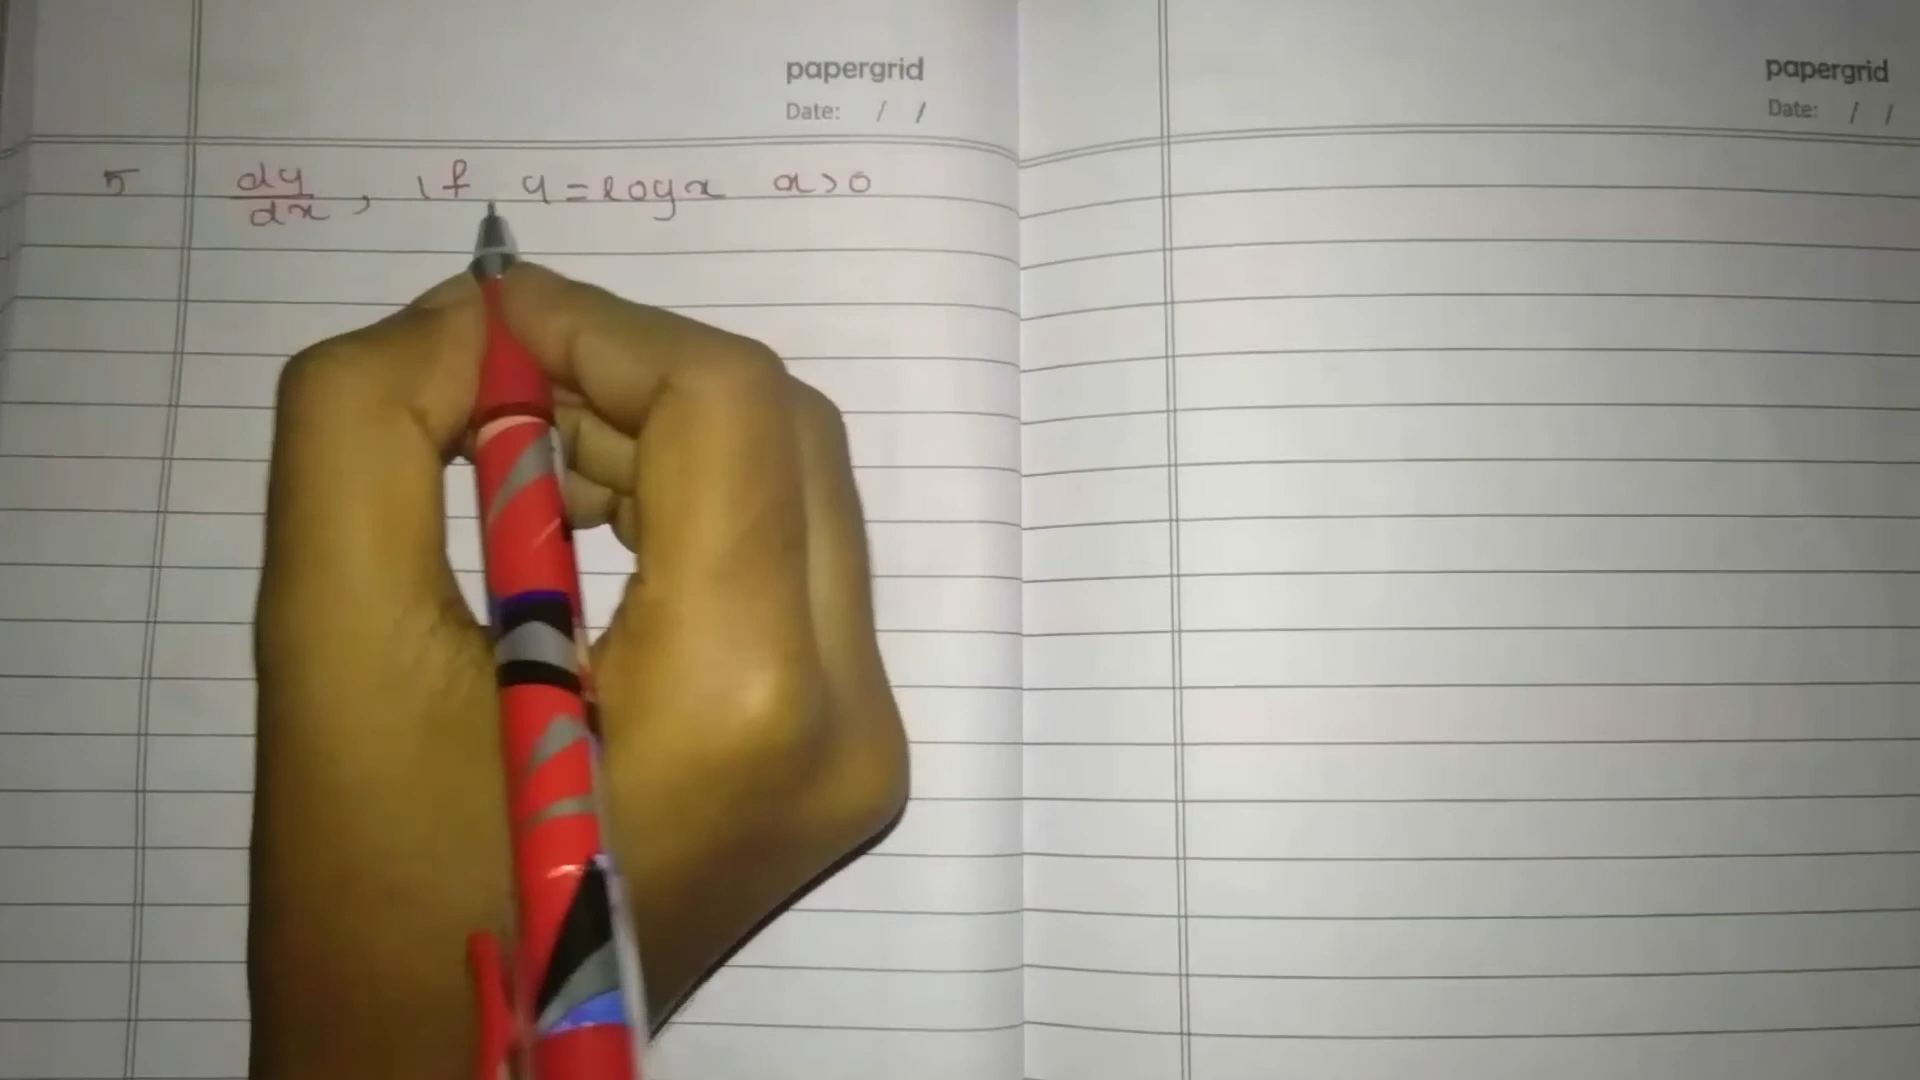 papergrid
Date: / /
5 dy/dx, if y = log x x>0
papergrid
Date: / /